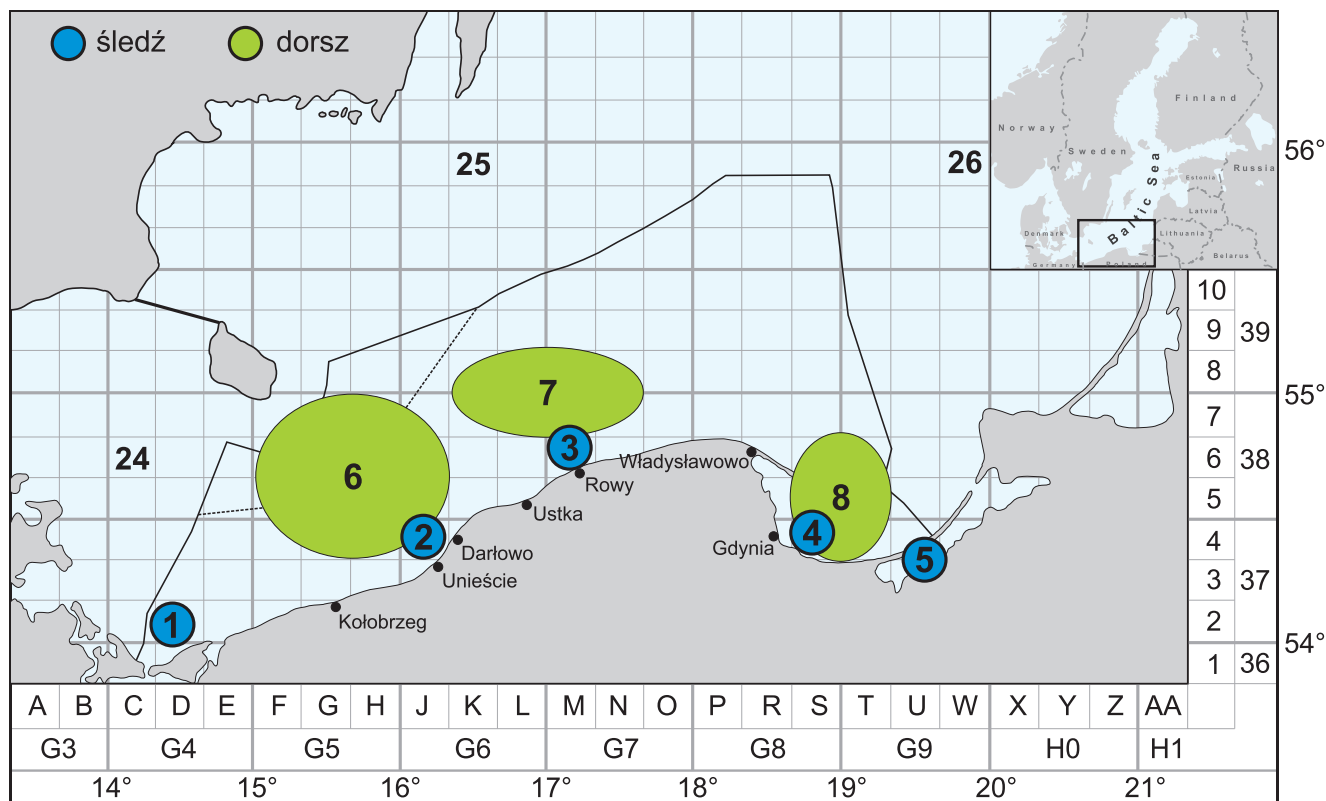 śledź dorsz
25
26
24
Norway
Sweden
Finland
Russia
Estonia
Latvia
Lithuania
Belarus
Denmark
Germany
Poland
Baltic Sea
56°
55°
54°
10
9 39
8
7
6 38
5
4
3 37
2
1 36
7
6
3
8
2
4
5
1
Władysławowo
Rowy
Ustka
Gdynia
Darłowo
Unieście
Kołobrzeg
A B C D E F G H J K L M N O P R S T U W X Y Z AA
G3 G4 G5 G6 G7 G8 G9 H0 H1
14° 15° 16° 17° 18° 19° 20° 21°